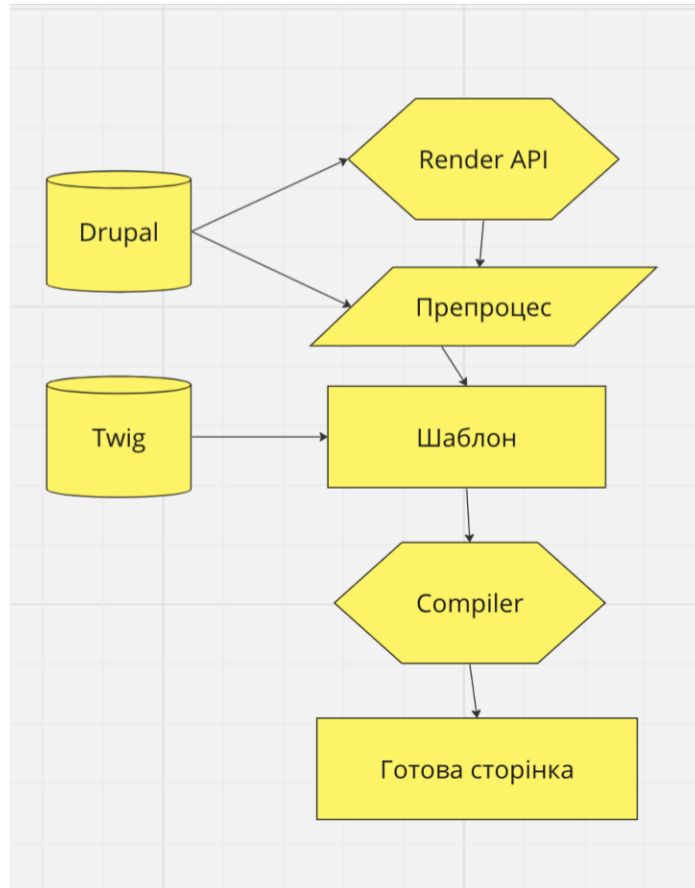 Render API
Drupal
Препроцес
Twig
Шаблон
Compiler
Готова сторінка